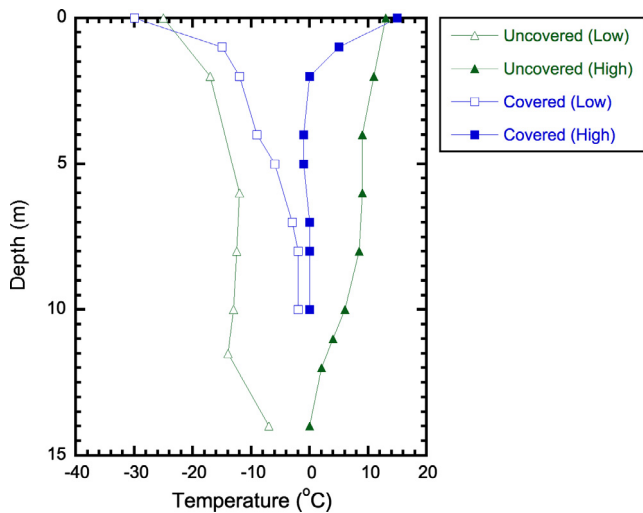 0
5
10
15
Depth (m)
-40 -30 -20 -10 0 10 20
Temperature (°C)
Uncovered (Low)
Uncovered (High)
Covered (Low)
Covered (High)